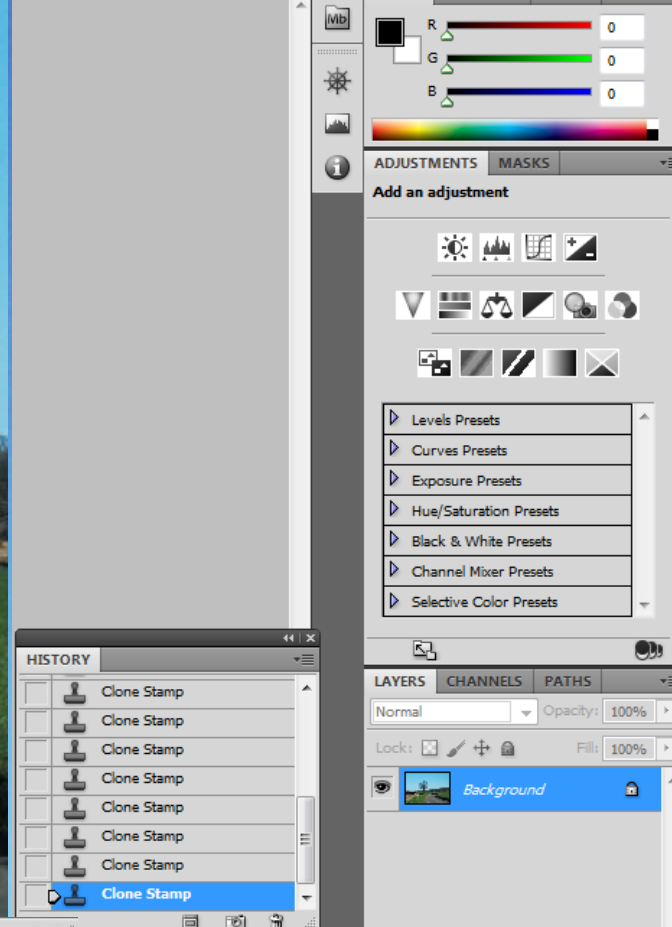 Mb
R 0
G 0
B 0
ADJUSTMENTS MASKS
Add an adjustment
Levels Presets
Curves Presets
Exposure Presets
Hue/Saturation Presets
Black & White Presets
Channel Mixer Presets
Selective Color Presets
HISTORY
Clone Stamp
Clone Stamp
Clone Stamp
Clone Stamp
Clone Stamp
Clone Stamp
Clone Stamp
Clone Stamp
LAYERS CHANNELS PATHS
Normal Opacity: 100%
Lock: Fill: 100%
Background